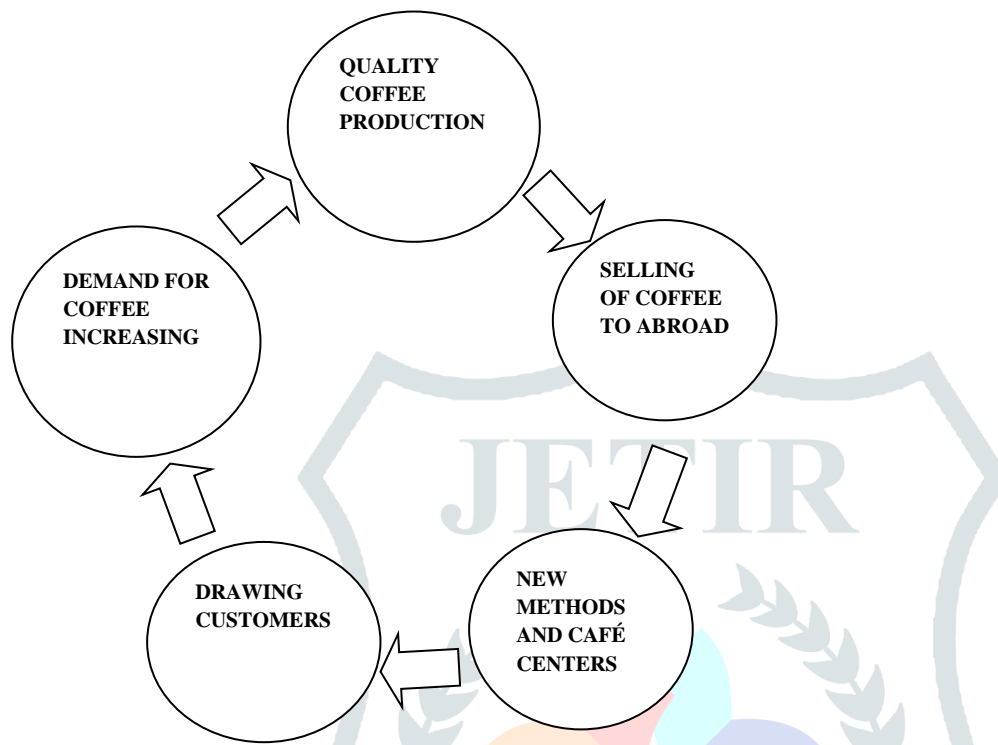 QUALITY
COFFEE
PRODUCTION
SELLING
OF COFFEE
TO ABROAD
NEW
METHODS
AND CAFÉ
CENTERS
DRAWING
CUSTOMERS
DEMAND FOR
COFFEE
INCREASING
JETIR